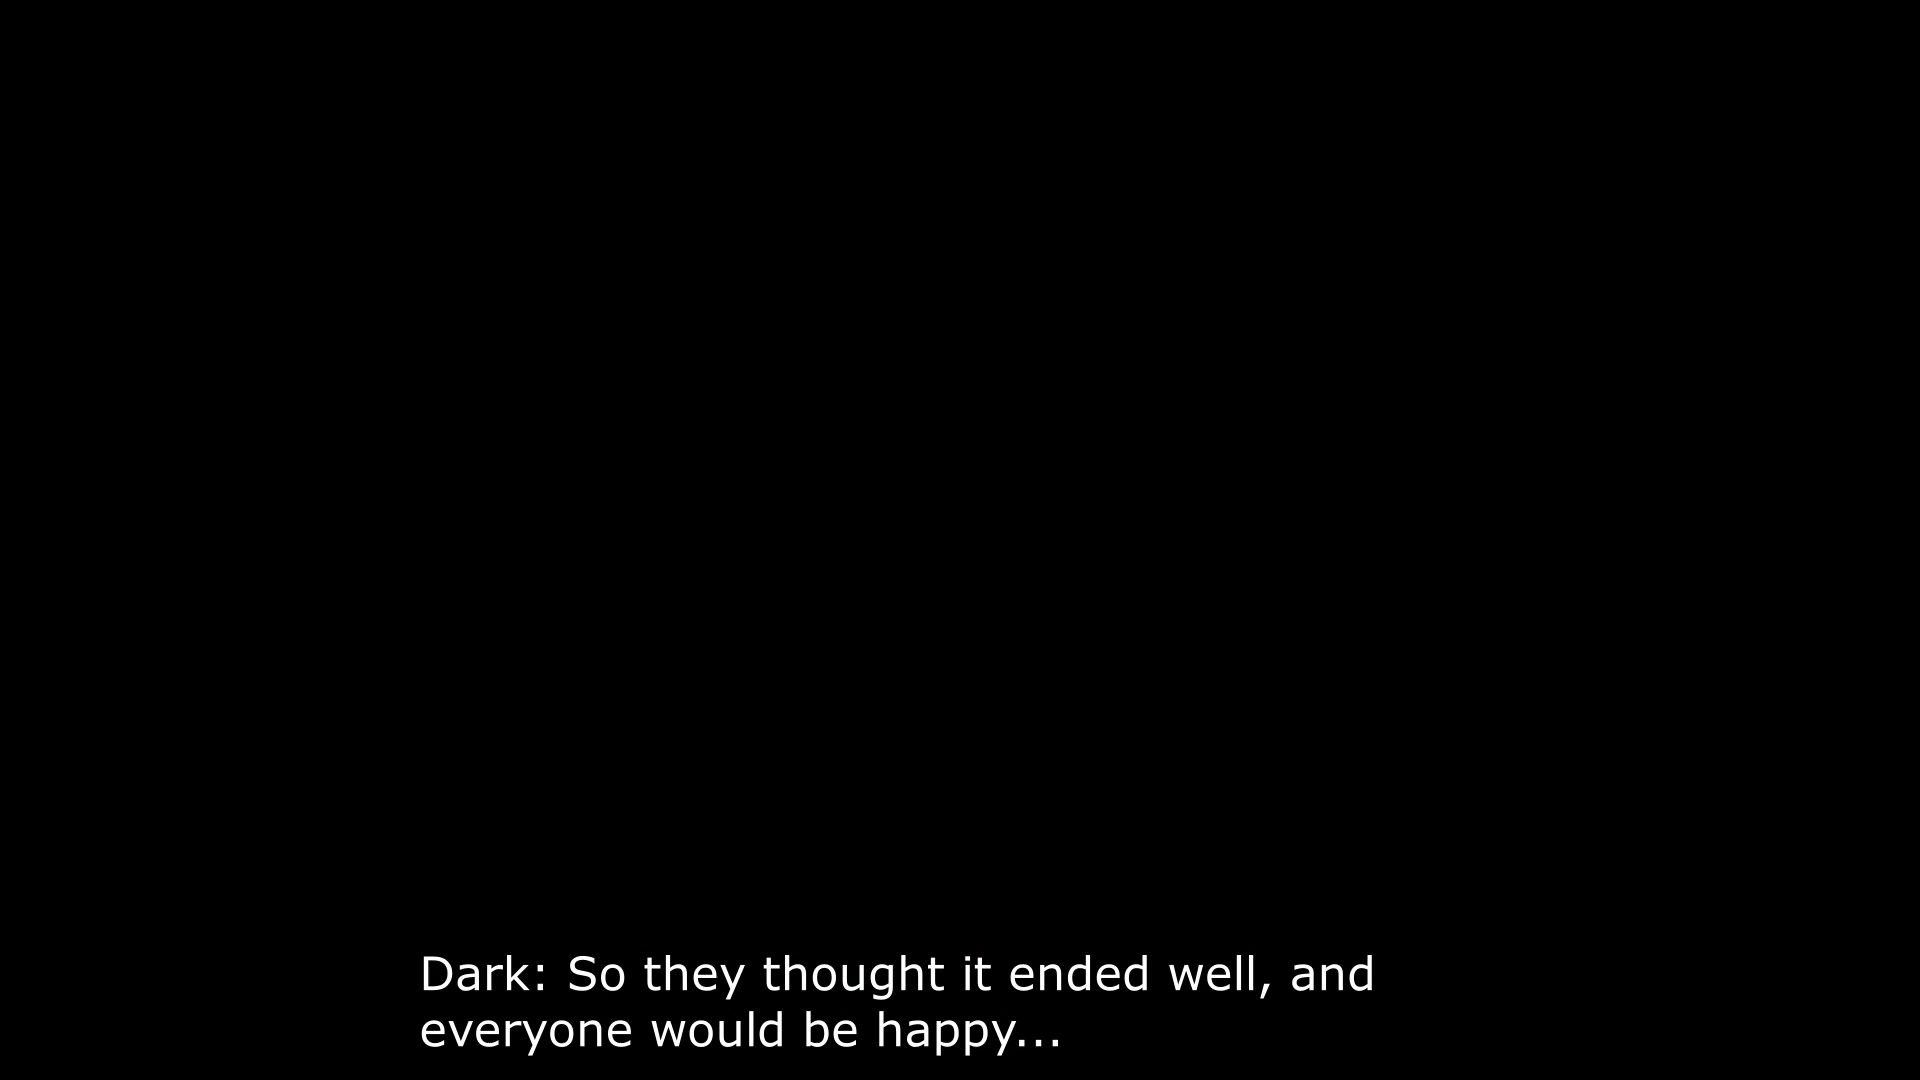 Dark: So they thought it ended well, and
everyone would be happy...